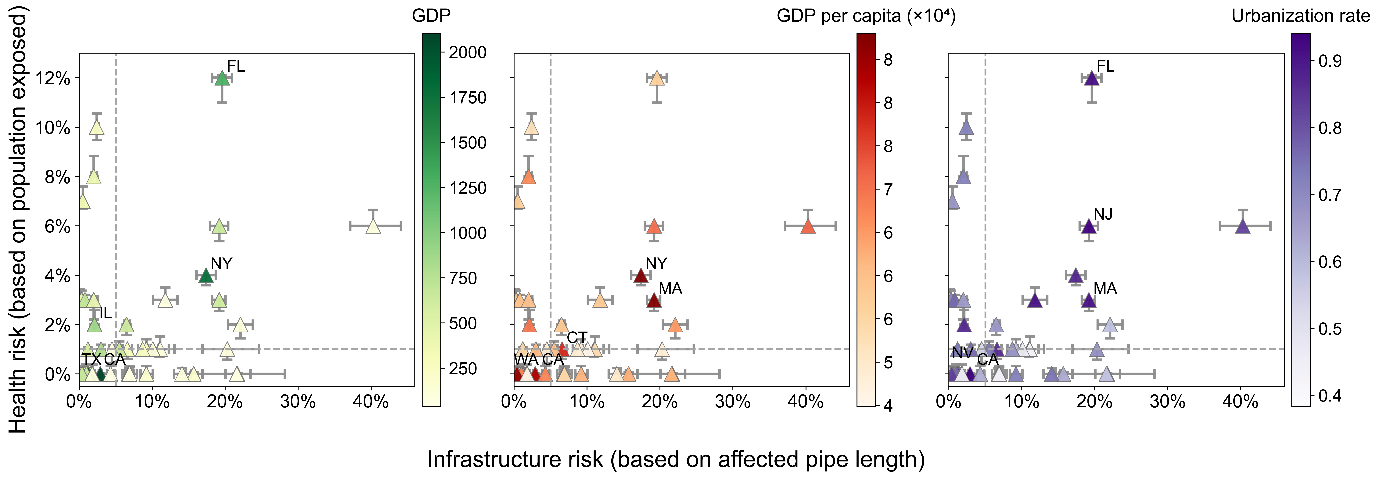 Health risk (based on population exposed)
GDP
GDP per capita (×10⁴)
Urbanization rate
12%
10%
8%
6%
4%
2%
0%
FL
NY
IL
TX CA
0% 10% 20% 30% 40%
2000
1750
1500
1250
1000
750
500
250
NY
MA
CT
WA CA
0% 10% 20% 30% 40%
8
8
8
7
7
6
6
6
5
4
FL
NJ
MA
NV CA
0% 10% 20% 30% 40%
0.9
0.8
0.7
0.6
0.5
0.4
Infrastructure risk (based on affected pipe length)